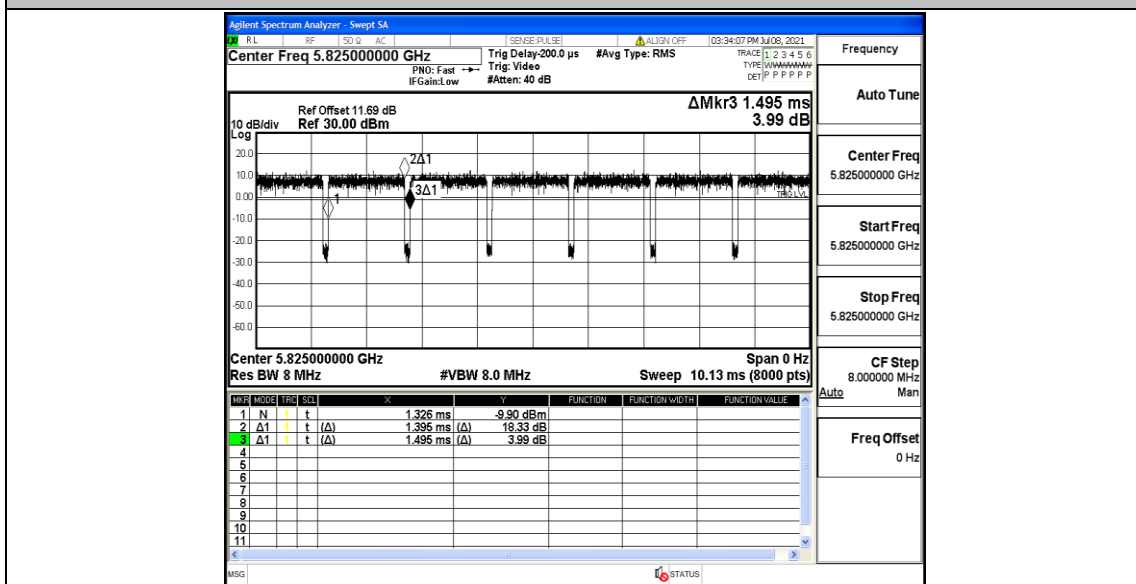 Agilent Spectrum Analyzer - Swept SA
RL RF 50 Ω AC SENSE:PULSE ALIGN OFF 03:34:07 PM Jul 08, 2021
Center Freq 5.825000000 GHz
PNO: Fast
IFGain:Low
Trig Delay-200.0 µs
Trig: Video
#Atten: 40 dB
#Avg Type: RMS
TRACE 1 2 3 4 5 6
TYPE
DET P P P P P P
Frequency
ΔMkr3 1.495 ms
3.99 dB
Ref Offset 11.69 dB
10 dB/div Ref 30.00 dBm
Log
20.0
10.0
0.00
-10.0
-20.0
-30.0
-40.0
-50.0
-60.0
2Δ1
3Δ1
1
TRIG LVL
Center 5.825000000 GHz Span 0 Hz
Res BW 8 MHz #VBW 8.0 MHz Sweep 10.13 ms (8000 pts)
MKR MODE TRC SCL X Y FUNCTION FUNCTION WIDTH FUNCTION VALUE
1 N 1 t 1.326 ms -9.90 dBm
2 Δ1 1 t (Δ) 1.395 ms (Δ) 18.33 dB
3 Δ1 1 t (Δ) 1.495 ms (Δ) 3.99 dB
4
5
6
7
8
9
10
11
Auto Tune
Center Freq
5.825000000 GHz
Start Freq
5.825000000 GHz
Stop Freq
5.825000000 GHz
CF Step
8.000000 MHz
Auto Man
Freq Offset
0 Hz
MSG STATUS